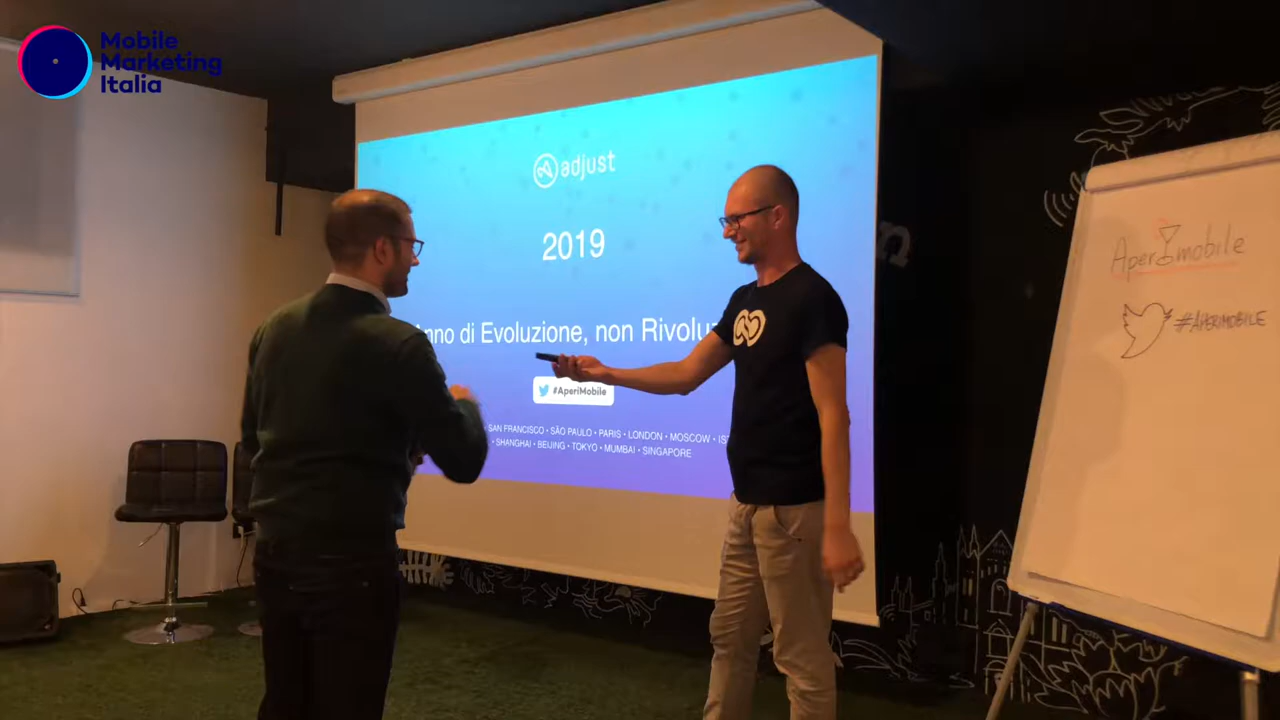 Mobile
Marketing
Italia
adjust
2019
nno di Evoluzione, non Rivolu
#AperiMobile
SAN FRANCISCO • SÃO PAULO • PARIS • LONDON • MOSCOW • IS
• SHANGHAI • BEIJING • TOKYO • MUMBAI • SINGAPORE
Aperimobile
#APERIMOBILE